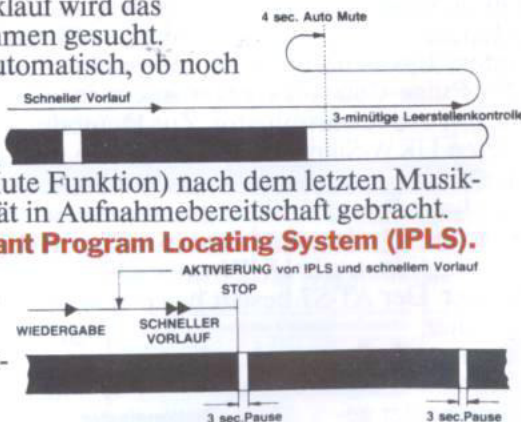 klauf wird das
men gesucht.
utomatisch, ob noch
4 sec. Auto Mute
Schneller Vorlauf
3-minütige Leerstellenkontrolle
ute Funktion) nach dem letzten Musik-
ät in Aufnahmebereitschaft gebracht.
ant Program Locating System (IPLS).
AKTIVIERUNG von IPLS und schnellem Vorlauf
STOP
WIEDERGABE
SCHNELLER
VORLAUF
-
3 sec.Pause
3 sec.Pause